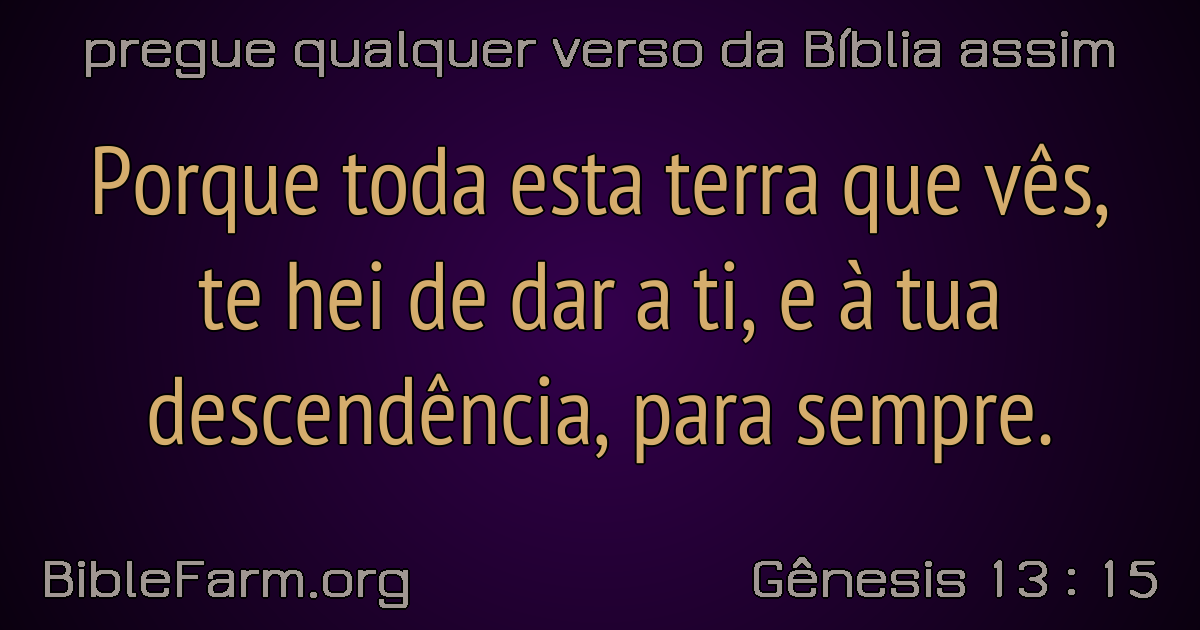 pregue qualquer verso da Bíblia assim
Porque toda esta terra que vês,
te hei de dar a ti, e à tua
descendência, para sempre.
BibleFarm.org
Gênesis 13 : 15